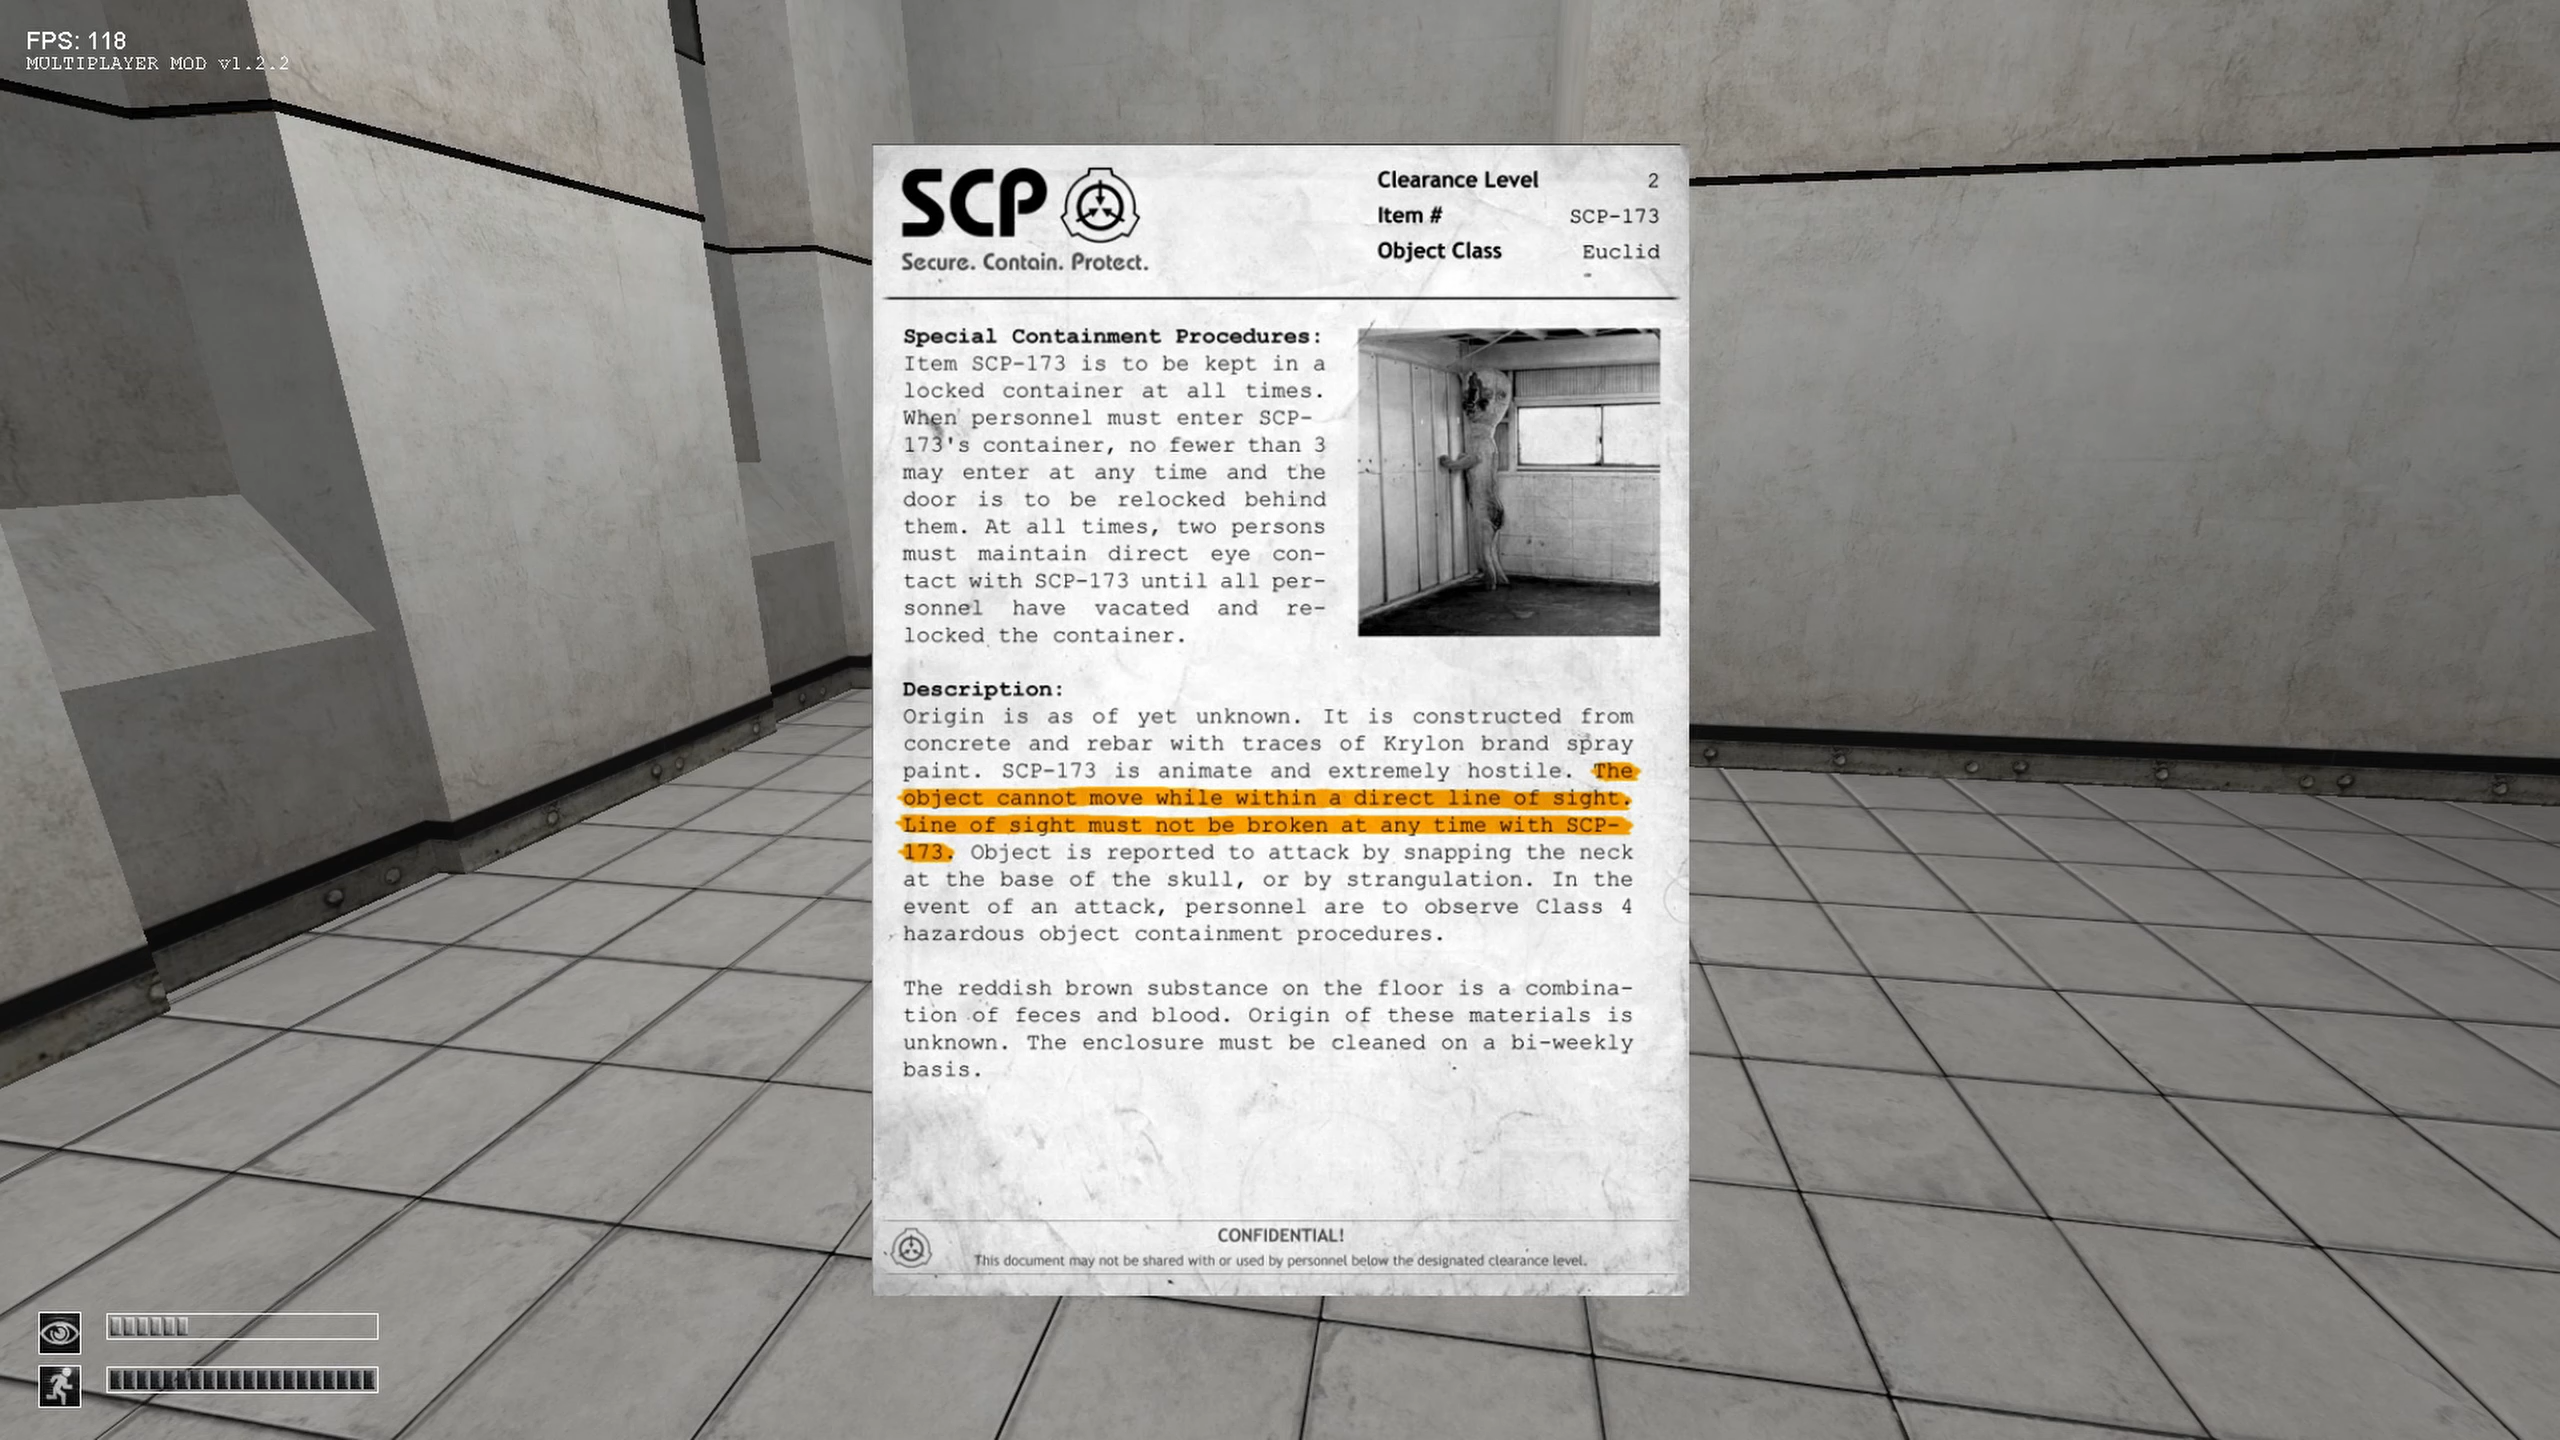 FPS: 118
MULTIPLAYER MOD v1.2.2
SCP
Secure. Contain. Protect.
Clearance Level 2
Item # SCP-173
Object Class Euclid
Special Containment Procedures:
Item SCP-173 is to be kept in a
locked container at all times.
When personnel must enter SCP-
173's container, no fewer than 3
may enter at any time and the
door is to be relocked behind
them. At all times, two persons
must maintain direct eye con-
tact with SCP-173 until all per-
sonnel have vacated and re-
locked the container.
Description:
Origin is as of yet unknown. It is constructed from
concrete and rebar with traces of Krylon brand spray
paint. SCP-173 is animate and extremely hostile. The
object cannot move while within a direct line of sight.
Line of sight must not be broken at any time with SCP-
173. Object is reported to attack by snapping the neck
at the base of the skull, or by strangulation. In the
event of an attack, personnel are to observe Class 4
hazardous object containment procedures.
The reddish brown substance on the floor is a combina-
tion of feces and blood. Origin of these materials is
unknown. The enclosure must be cleaned on a bi-weekly
basis.
CONFIDENTIAL!
This document may not be shared with or used by personnel below the designated clearance level.